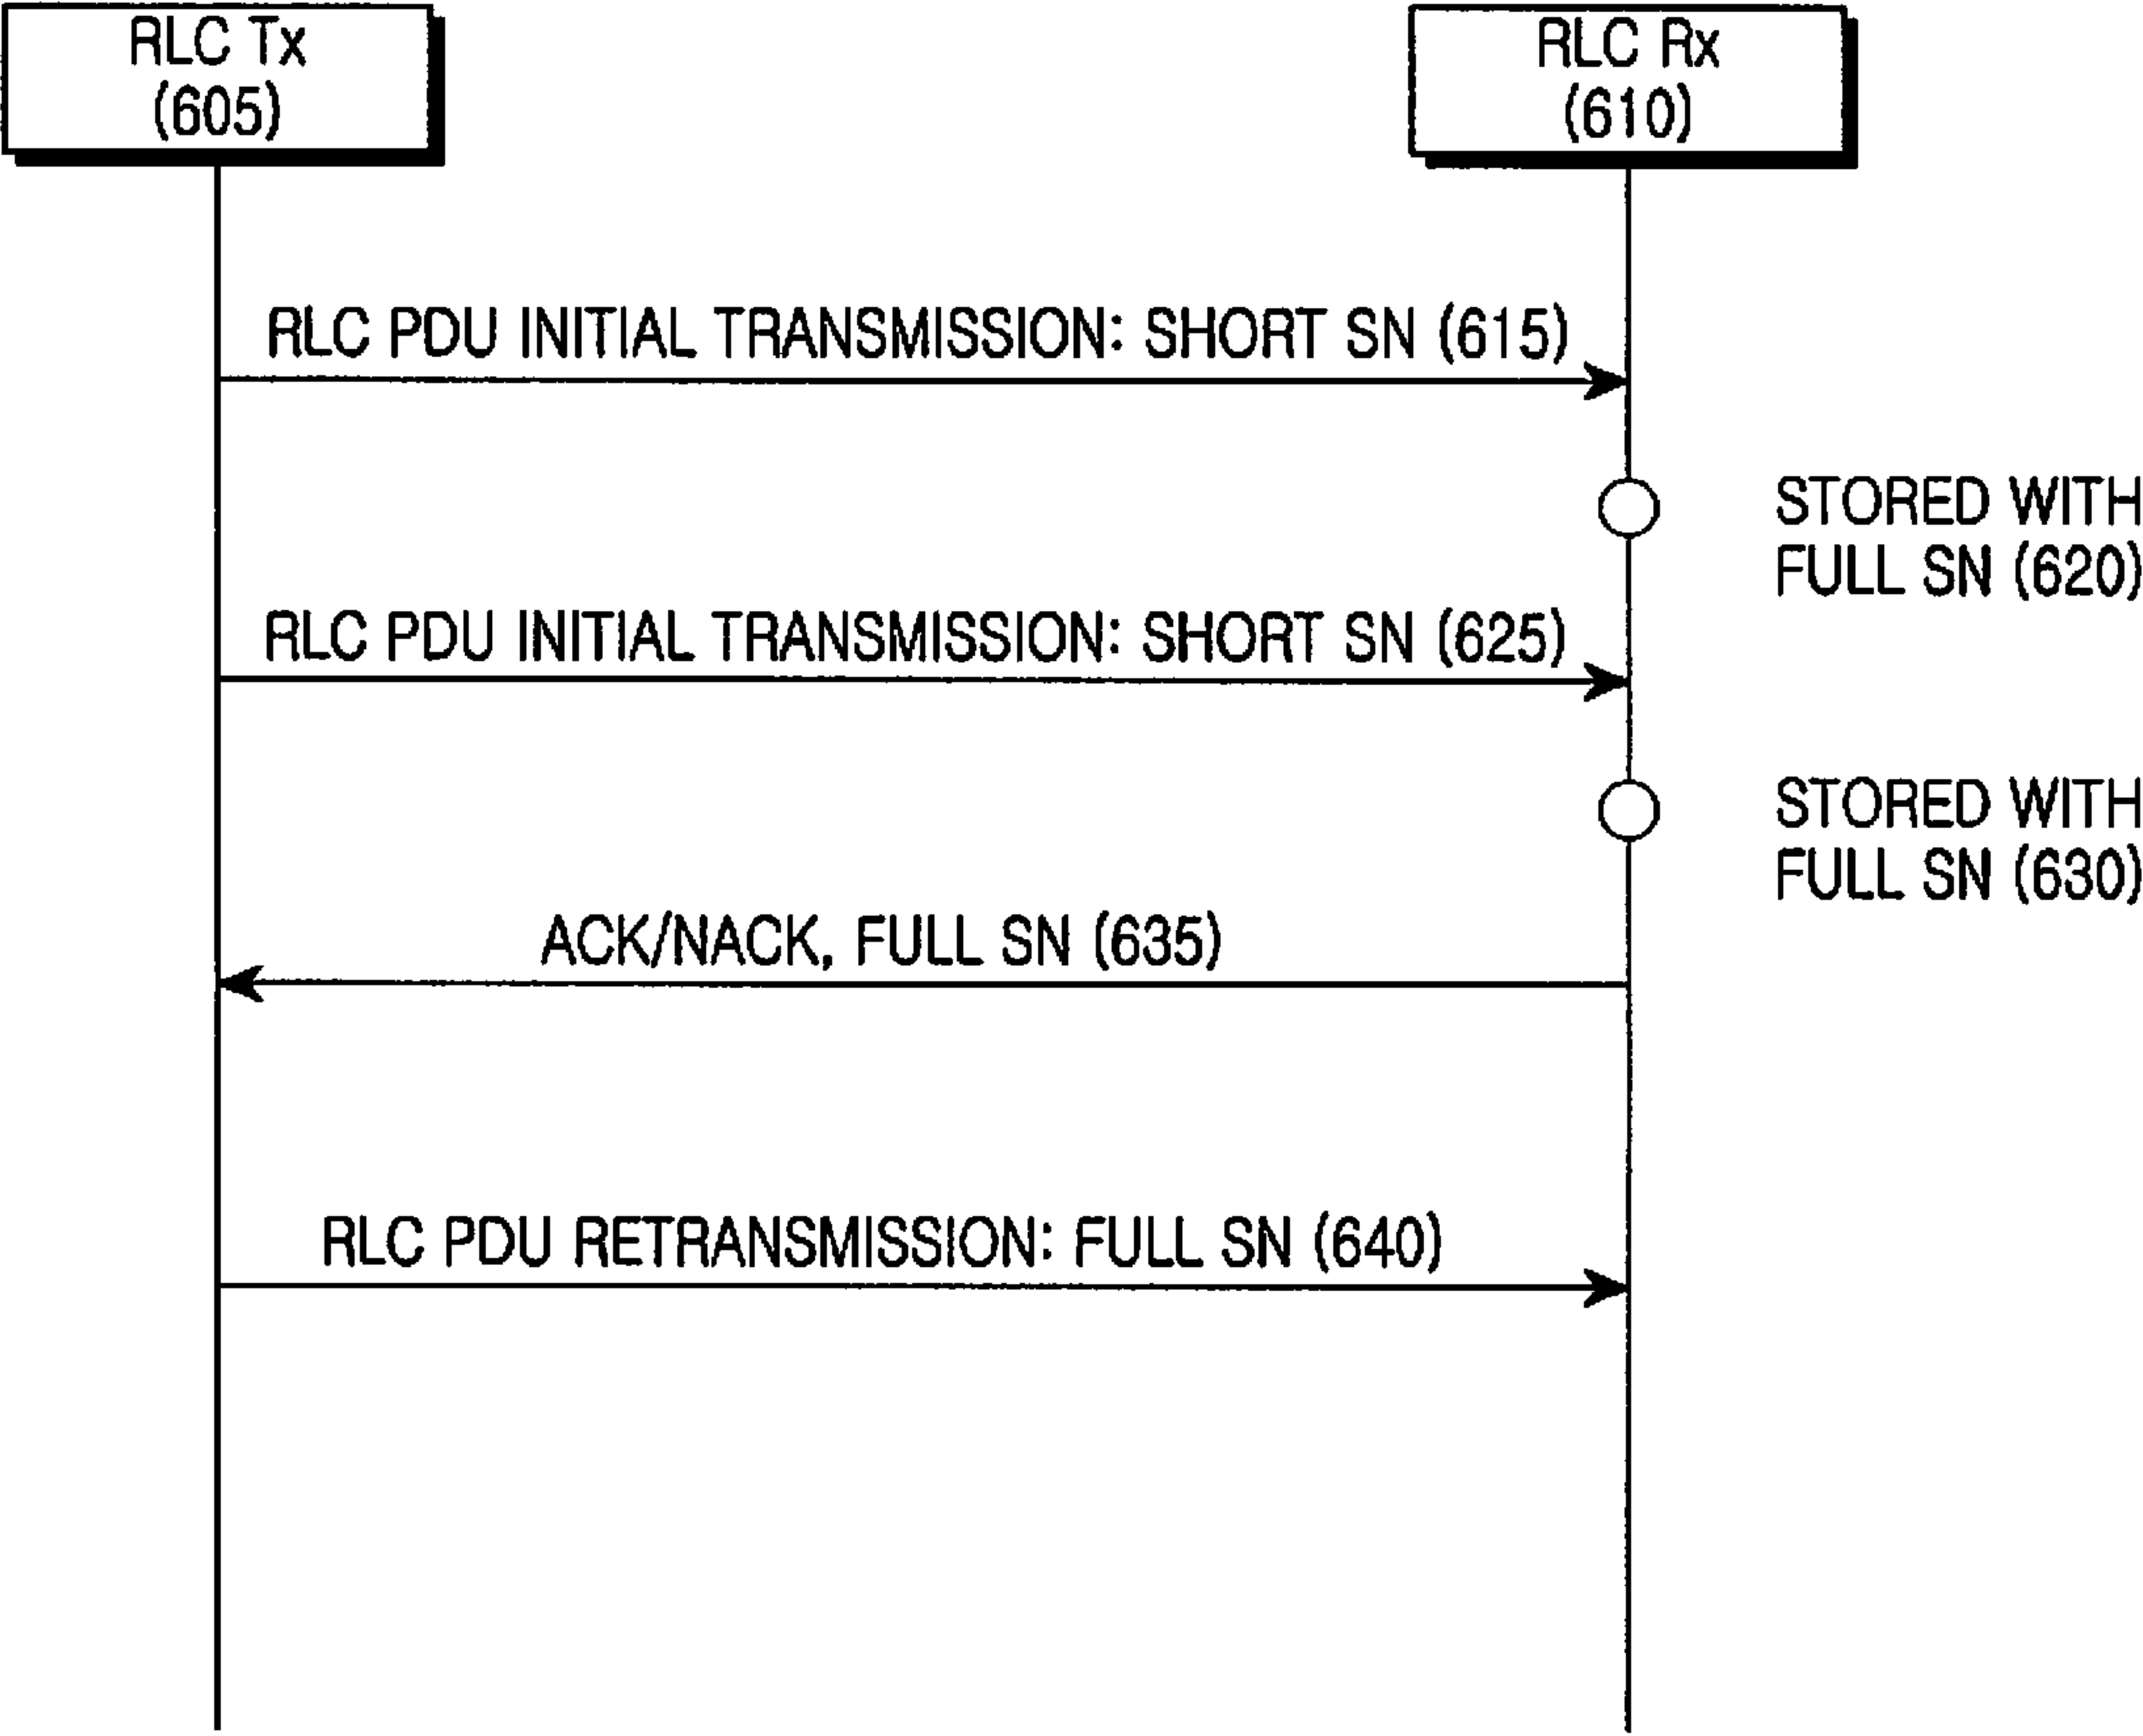 RLC Tx
(605)
RLC Rx
(610)
RLC PDU INITIAL TRANSMISSION: SHORT SN (615)
STORED WITH
FULL SN (620)
RLC PDU INITIAL TRANSMISSION: SHORT SN (625)
STORED WITH
FULL SN (630)
ACK/NACK, FULL SN (635)
RLC PDU RETRANSMISSION: FULL SN (640)